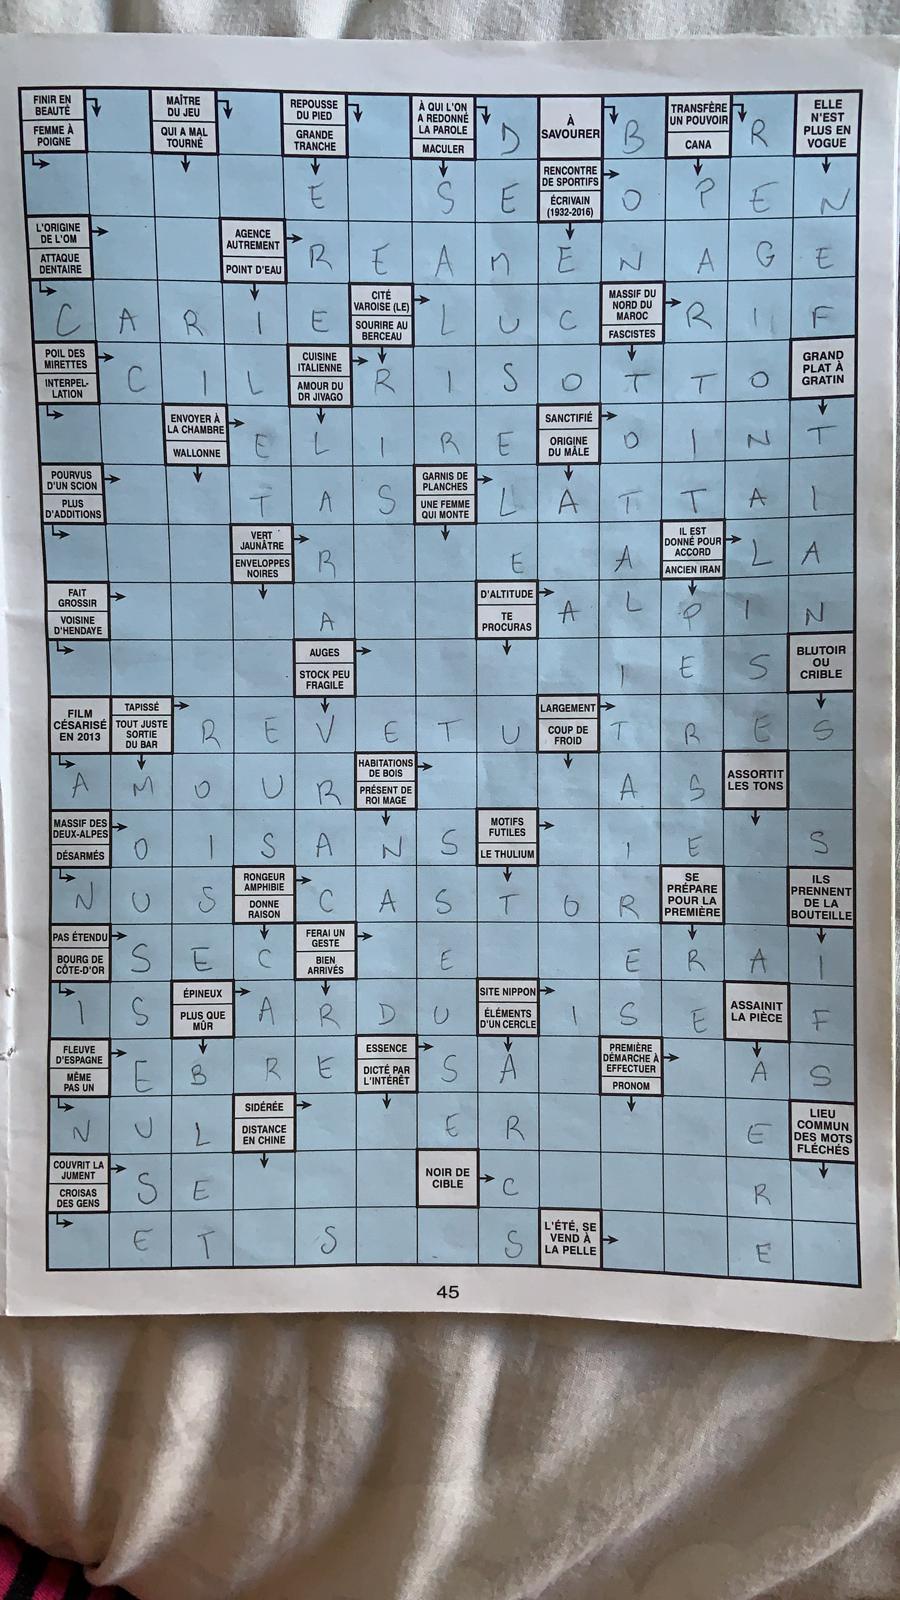 FINIR EN BEAUTÉ
FEMME À POIGNE
MAÎTRE DU JEU
QUI A MAL TOURNÉ
REPOUSSE DU PIED
GRANDE TRANCHE
À QUI L'ON A REDONNÉ LA PAROLE
MACULER
D
À SAVOURER
B
TRANSFÈRE UN POUVOIR
CANA
R
ELLE N'EST PLUS EN VOGUE
E S E
RENCONTRE DE SPORTIFS
ÉCRIVAIN (1932-2016)
O P E N
L'ORIGINE DE L'OM
ATTAQUE DENTAIRE
AGENCE AUTREMENT
POINT D'EAU
R E A M E N A G E
C A R I E
CITÉ VAROISE (LE)
SOURIRE AU BERCEAU
L U C
MASSIF DU NORD DU MAROC
FASCISTES
R I F
POIL DES MIRETTES
INTERPEL-LATION
C I L
CUISINE ITALIENNE
AMOUR DU DR JIVAGO
R I S O T T O
GRAND PLAT À GRATIN
ENVOYER À LA CHAMBRE
WALLONNE
E L I R E
SANCTIFIÉ
ORIGINE DU MÂLE
O I N T
POURVUS D'UN SCION
PLUS D'ADDITIONS
T A S
GARNIS DE PLANCHES
UNE FEMME QUI MONTE
L A T T A I
VERT JAUNÂTRE
ENVELOPPES NOIRES
R E A
IL EST DONNÉ POUR ACCORD
ANCIEN IRAN
L A
FAIT GROSSIR
VOISINE D'HENDAYE
A
D'ALTITUDE
TE PROCURAS
A L P I N
AUGES
STOCK PEU FRAGILE
I E S
BLUTOIR OU CRIBLE
FILM CÉSARISÉ EN 2013
TAPISSÉ
TOUT JUSTE SORTIE DU BAR
R E V E T U
LARGEMENT
COUP DE FROID
T R E S
A M O U R
HABITATIONS DE BOIS
PRÉSENT DE ROI MAGE
A S
ASSORTIT LES TONS
MASSIF DES DEUX-ALPES
DÉSARMÉS
O I S A N S
MOTIFS FUTILES
LE THULIUM
I S
N U S
RONGEUR AMPHIBIE
DONNE RAISON
C A S T O R
SE PRÉPARE POUR LA PREMIÈRE
ILS PRENNENT DE LA BOUTEILLE
PAS ÉTENDU
BOURG DE CÔTE-D'OR
S E C
FERAI UN GESTE
BIEN ARRIVÉS
E E R A I
I S
ÉPINEUX
PLUS QUE MÛR
A R D U
SITE NIPPON
ÉLÉMENTS D'UN CERCLE
I S E
ASSAINIT LA PIÈCE
F
FLEUVE D'ESPAGNE
MÊME PAS UN
E B R E
ESSENCE
DICTÉ PAR L'INTÉRÊT
S A
PREMIÈRE DÉMARCHE À EFFECTUER
PRONOM
A S
N U L
SIDÉRÉE
DISTANCE EN CHINE
E R E
LIEU COMMUN DES MOTS FLÉCHÉS
COUVRIT LA JUMENT
CROISAS DES GENS
S E
NOIR DE CIBLE
C R
E T S S
L'ÉTÉ, SE VEND À LA PELLE
E
45